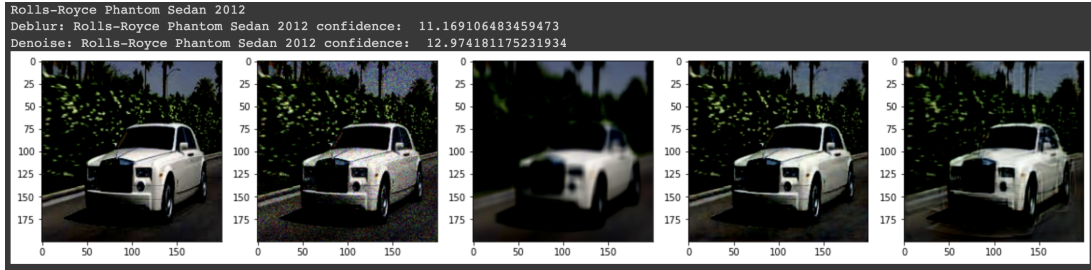 Rolls-Royce Phantom Sedan 2012
Deblur: Rolls-Royce Phantom Sedan 2012 confidence:  11.169106483459473
Denoise: Rolls-Royce Phantom Sedan 2012 confidence:  12.974181175231934
0 0 0 0 0
25 25 25 25 25
50 50 50 50 50
75 75 75 75 75
100 100 100 100 100
125 125 125 125 125
150 150 150 150 150
175 175 175 175 175
0 50 100 150 0 50 100 150 0 50 100 150 0 50 100 150 0 50 100 150